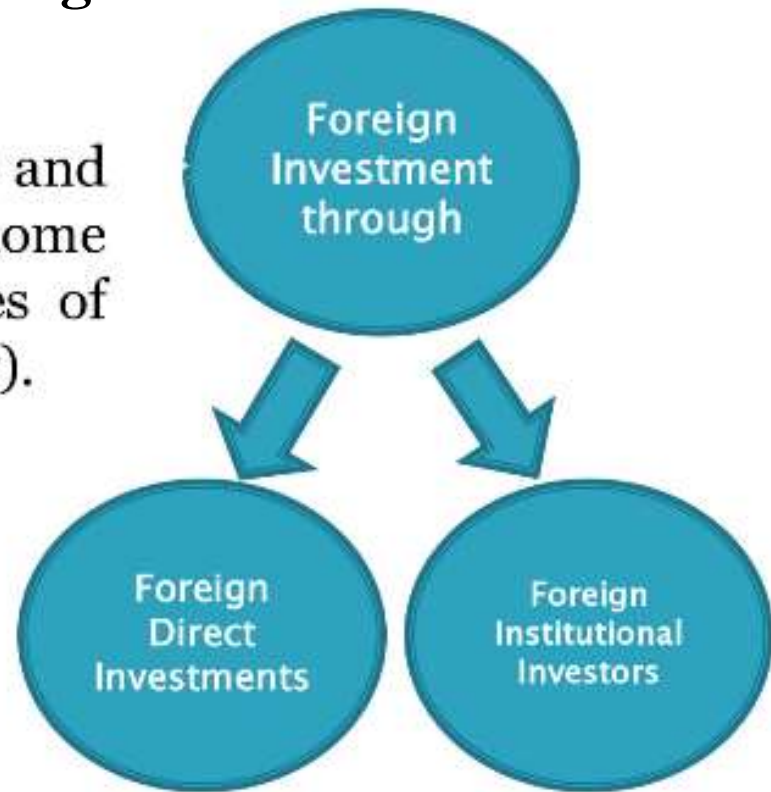 g
and
ome
es of
).
Foreign
Investment
through
Foreign
Direct
Investments
Foreign
Institutional
Investors